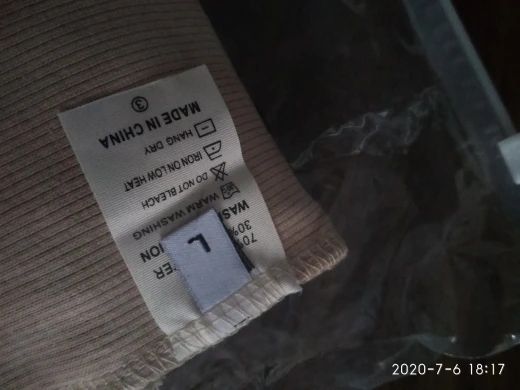 L
70%
30%
WARM WASHING
DO NOT BLEACH
IRON ON LOW HEAT
HANG DRY
MADE IN CHINA
③
2020-7-6 18:17